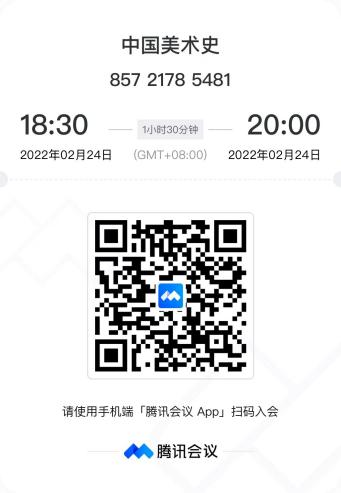 中国美术史
857 2178 5481
18:30 1小时30分钟 20:00
2022年02月24日 (GMT+08:00) 2022年02月24日
请使用手机端「腾讯会议 App」扫码入会
腾讯会议